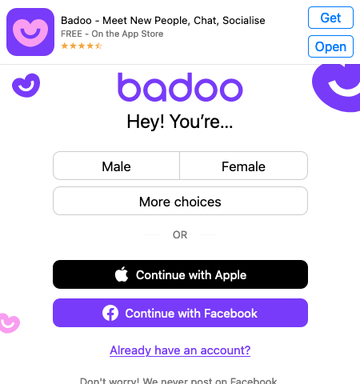 Badoo - Meet New People, Chat, Socialise
FREE - On the App Store
Get
Open
badoo
Hey! You're...
Male
Female
More choices
OR
Continue with Apple
Continue with Facebook
Already have an account?
Don't worry! We never post on Facebook